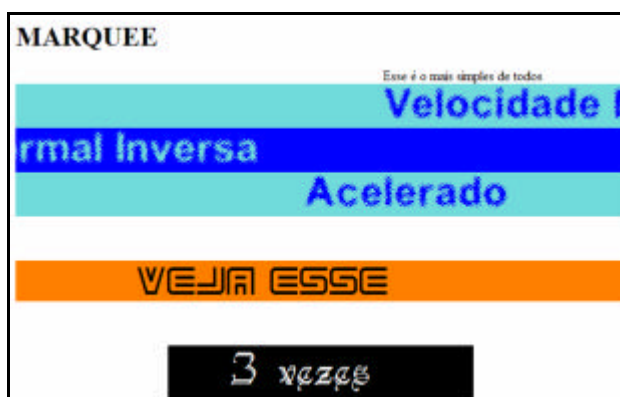 MARQUEE
Esse é o mais simples de todos
Velocidade
rmal Inversa
Acelerado
VEJA ESSE
3 vezes